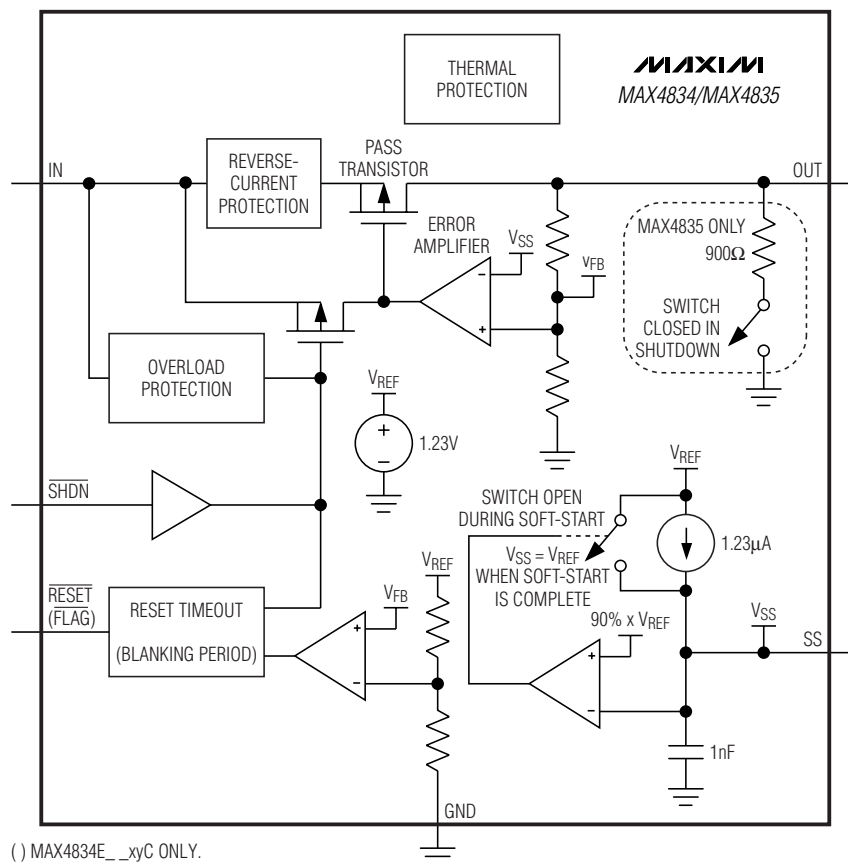 THERMAL
PROTECTION
MAXIM
MAX4834/MAX4835
IN
REVERSE-
CURRENT
PROTECTION
PASS
TRANSISTOR
OUT
ERROR
AMPLIFIER
VSS
-
+
vFB
MAX4835 ONLY
900Ω
SWITCH
CLOSED IN
SHUTDOWN
OVERLOAD
PROTECTION
VREF
+
-
1.23V
SHDN
SWITCH OPEN
DURING SOFT-START
VSS = VREF
WHEN SOFT-START
IS COMPLETE
VREF
1.23μA
RESET
(FLAG)
RESET TIMEOUT
(BLANKING PERIOD)
VFB
+
-
VREF
90% x VREF
+
-
VSS
SS
1nF
GND
( ) MAX4834E_ _xyC ONLY.